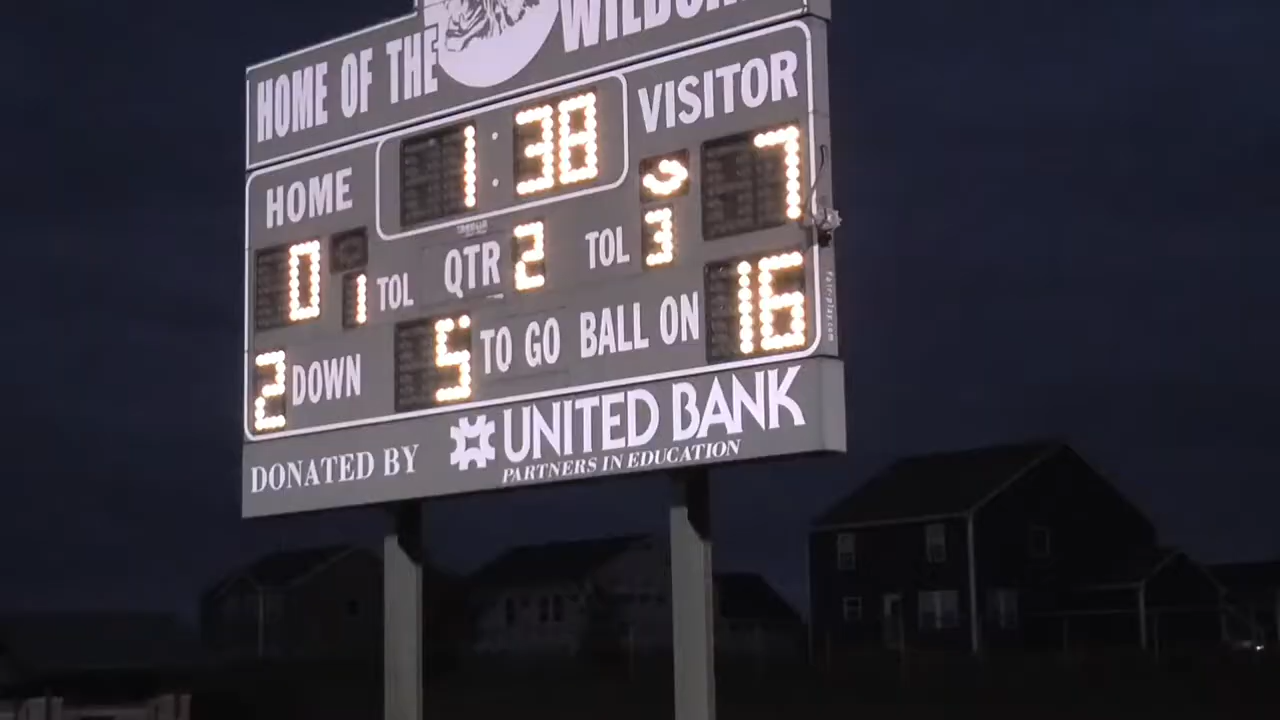 HOME OF THE
1:38
VISITOR
HOME
7
0
1 TOL
QTR 2
TOL 3
2 DOWN
5 TO GO
BALL ON 16
DONATED BY
UNITED BANK
PARTNERS IN EDUCATION